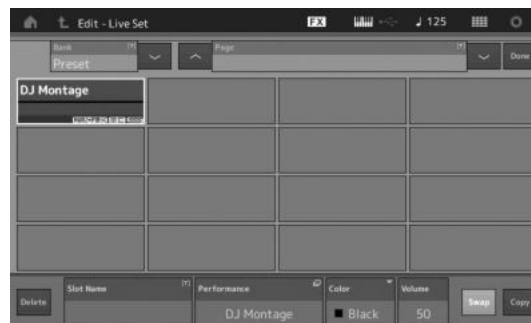 Edit - Live Set
FX
♩ 125
Bank [T]
Preset
Page [T]
Done
DJ Montage
Delete
Slot Name [T]
Performance
DJ Montage
Color
Black
Volume
50
Swap
Copy